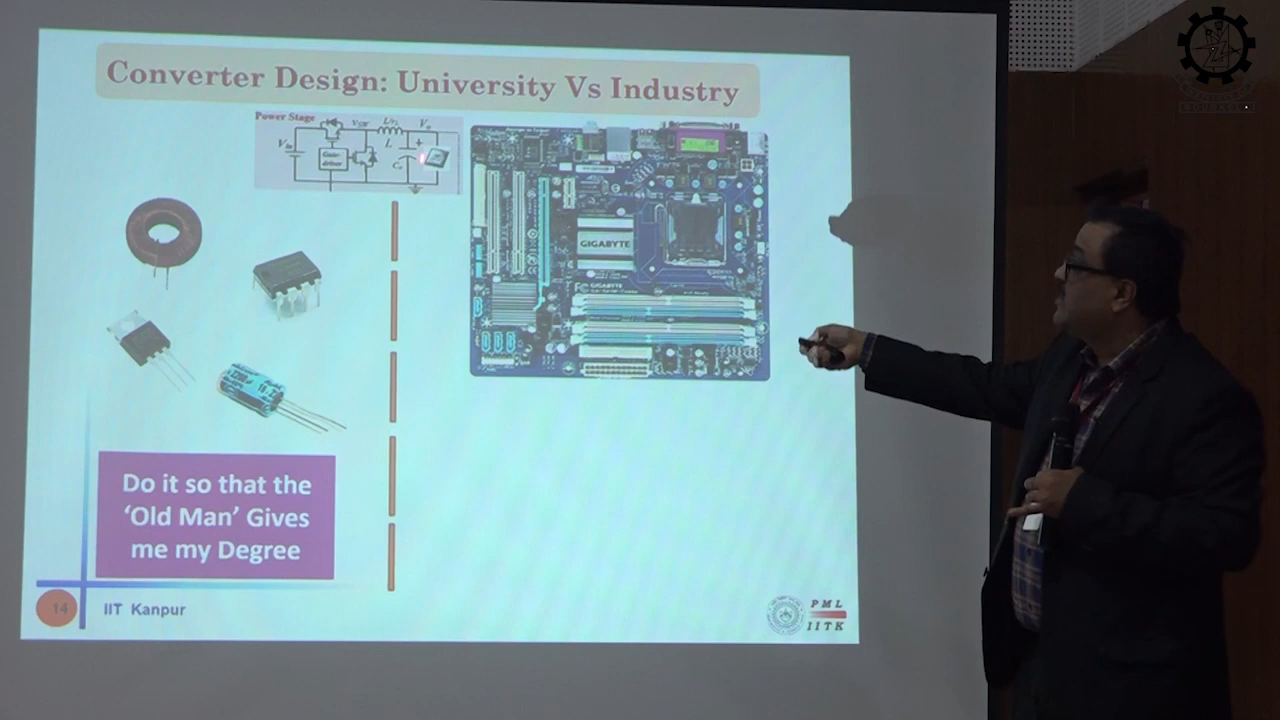 Converter Design: University Vs Industry
Power Stage
GIGABYTE
GIGABYTE
Do it so that the
‘Old Man’ Gives
me my Degree
14
IIT Kanpur
PML
IITK